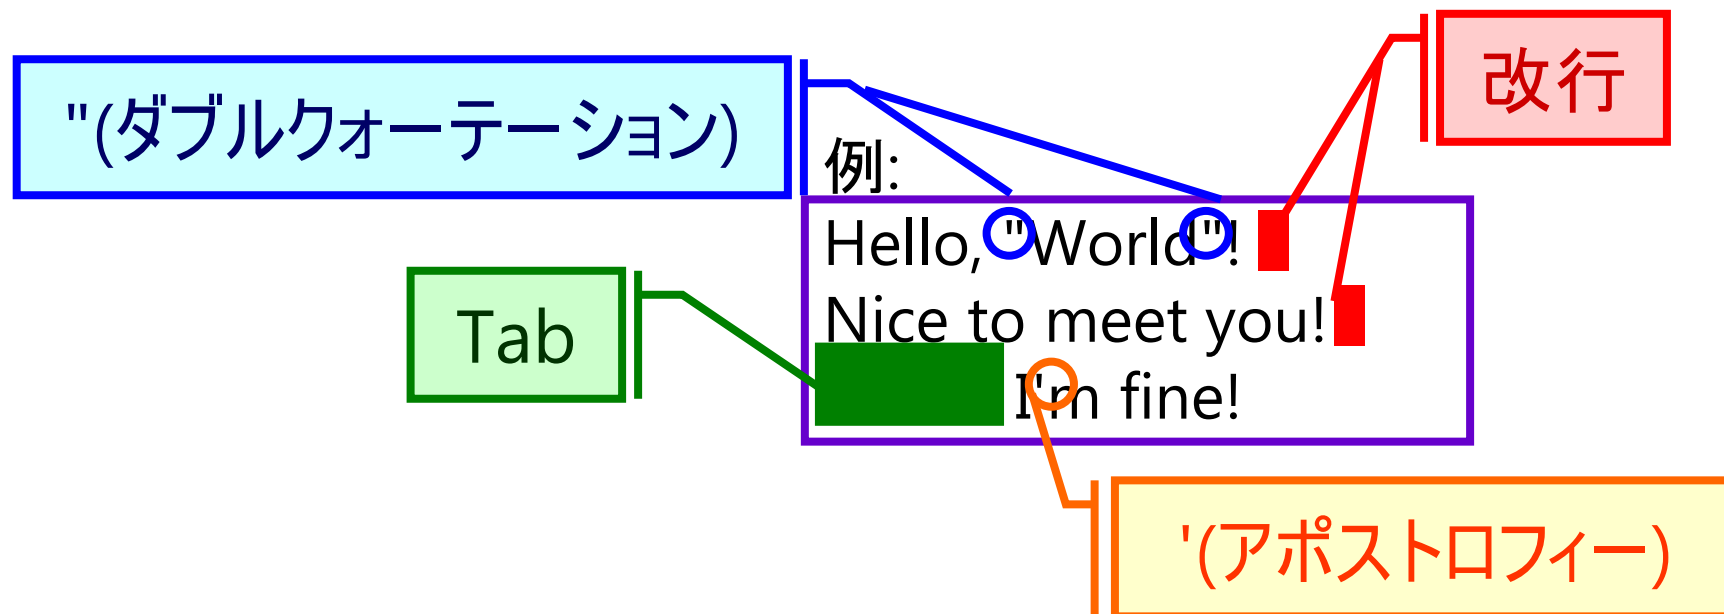 改行
"(ダブルクォーテーション)
例:
Hello, "World"!
Nice to meet you!
Tab
I'm fine!
'(アポストロフィー)